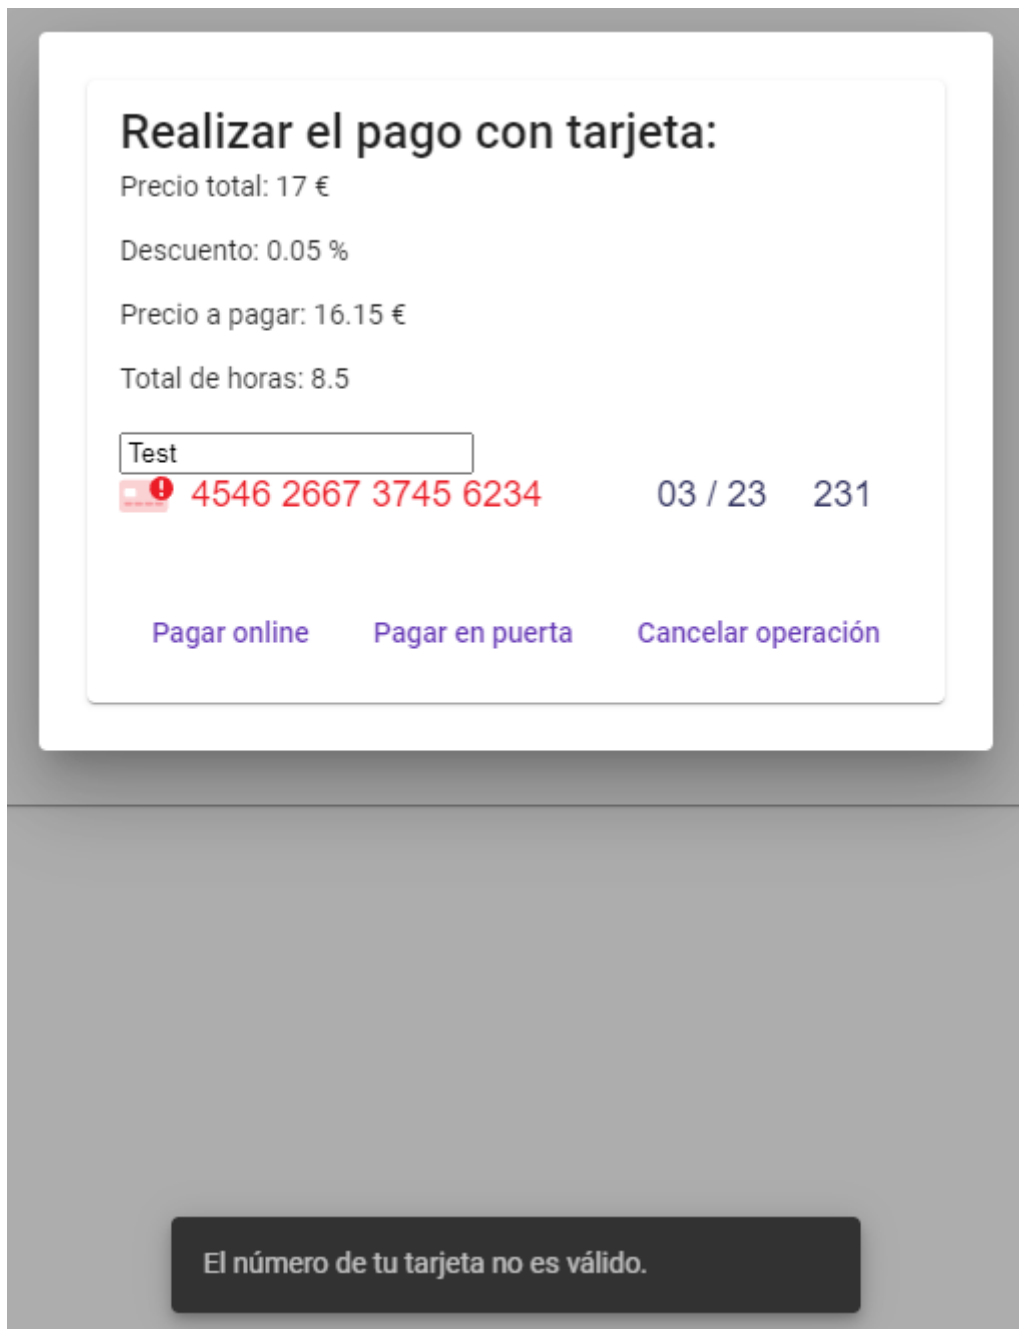 Realizar el pago con tarjeta:
Precio total: 17 €
Descuento: 0.05 %
Precio a pagar: 16.15 €
Total de horas: 8.5
Test
4546 2667 3745 6234 03 / 23 231
Pagar online Pagar en puerta Cancelar operación
El número de tu tarjeta no es válido.